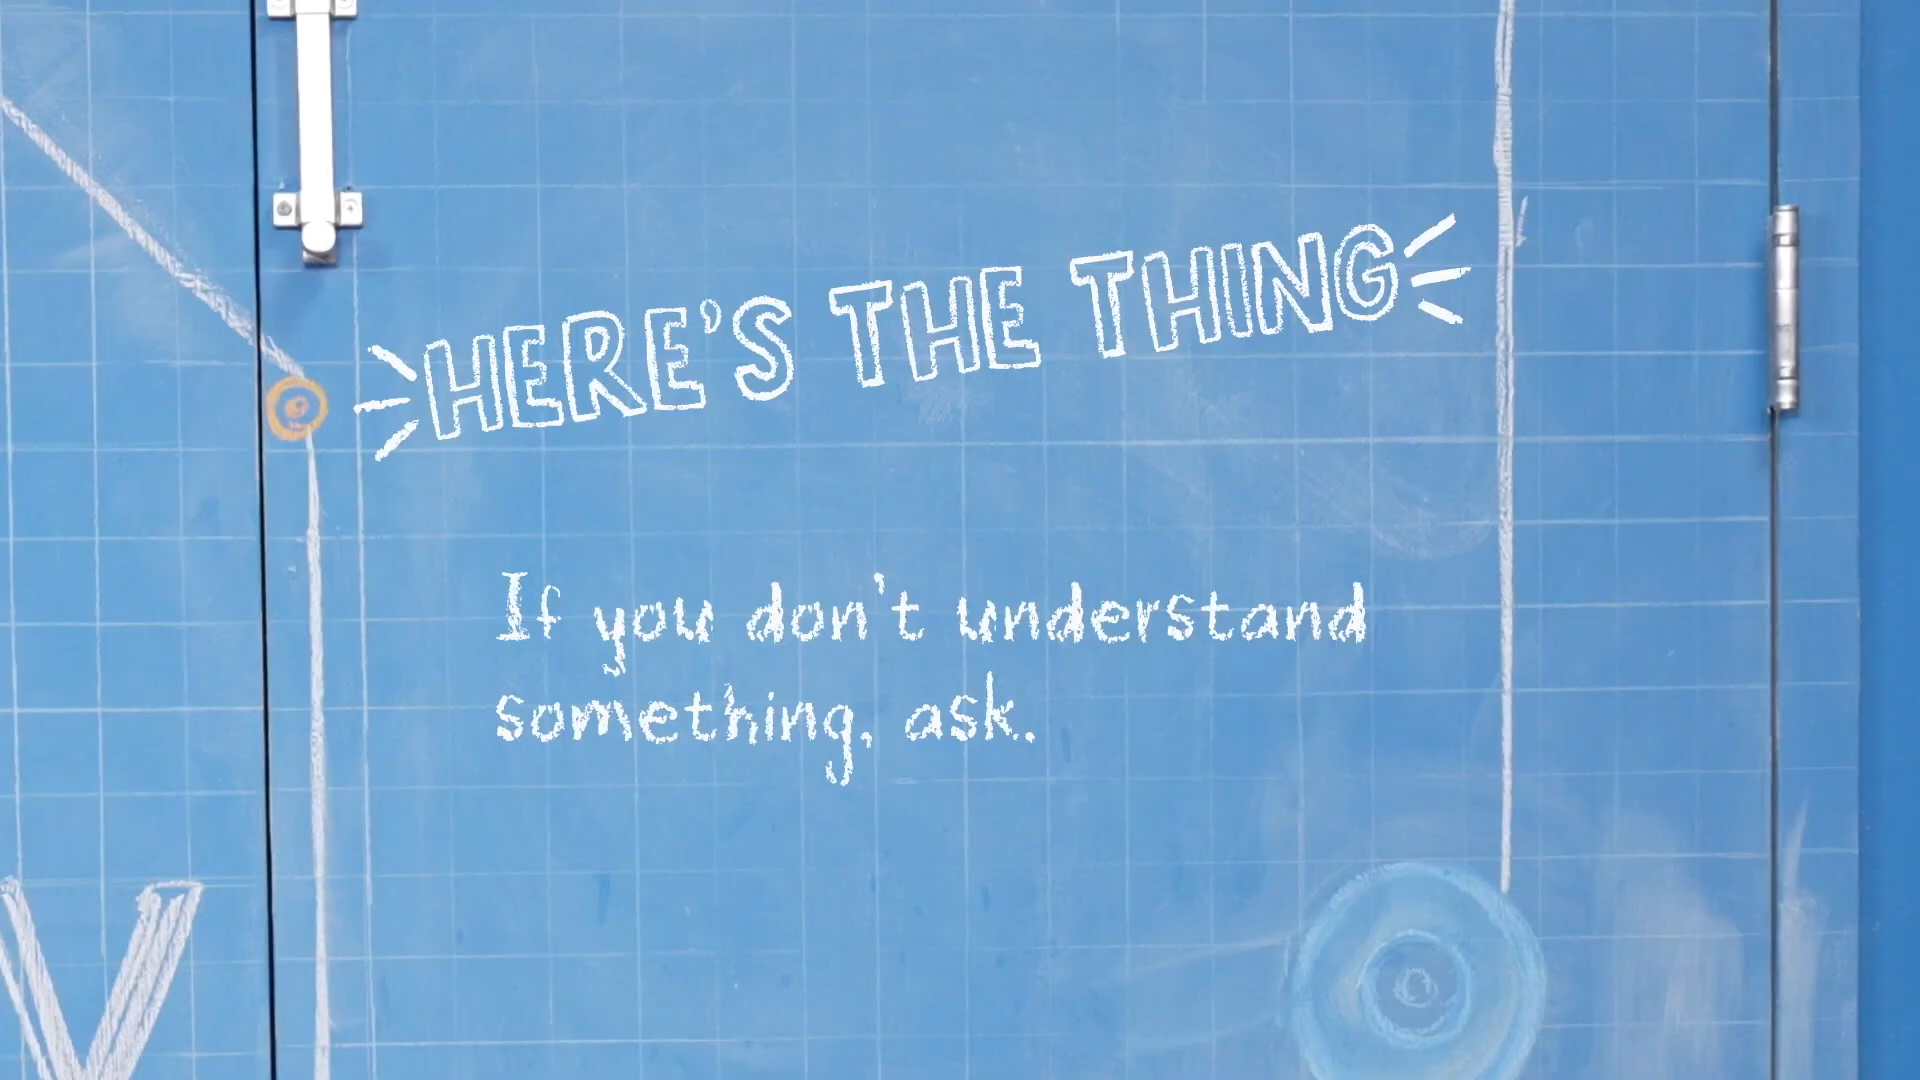 HERE'S THE THING
If you don't understand
something, ask.